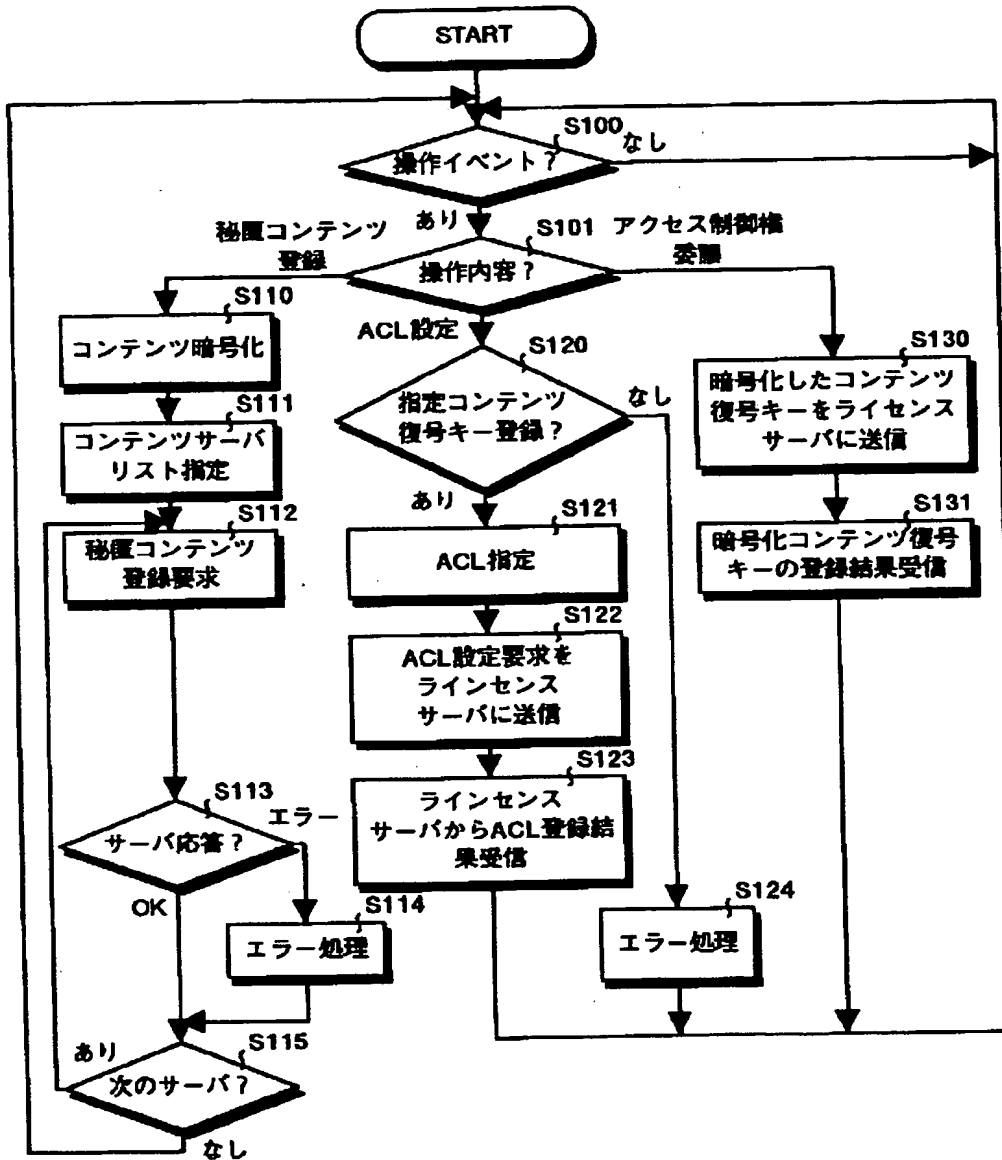 START
S100
操作イベント?
なし
あり
秘匿コンテンツ
登録
S101
操作内容?
アクセス制御権
委譲
S110
コンテンツ暗号化
ACL設定
S120
指定コンテンツ
復号キー登録?
なし
あり
S130
暗号化したコンテンツ
復号キーをライセンス
サーバに送信
S111
コンテンツサーバ
リスト指定
S112
秘匿コンテンツ
登録要求
S121
ACL指定
S131
暗号化コンテンツ復号
キーの登録結果受信
S122
ACL設定要求を
ラインセンス
サーバに送信
S123
ラインセンス
サーバからACL登録結
果受信
S113
サーバ応答?
エラー
OK
S114
エラー処理
S124
エラー処理
S115
あり
次のサーバ?
なし